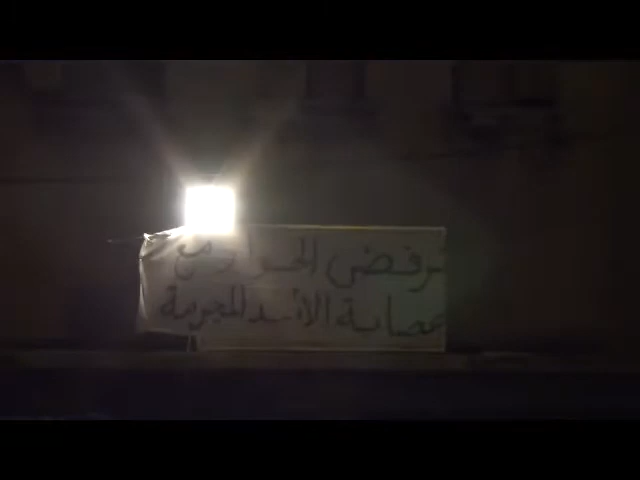 نرفض الحوار مع
عصابة الأسد المجرمة